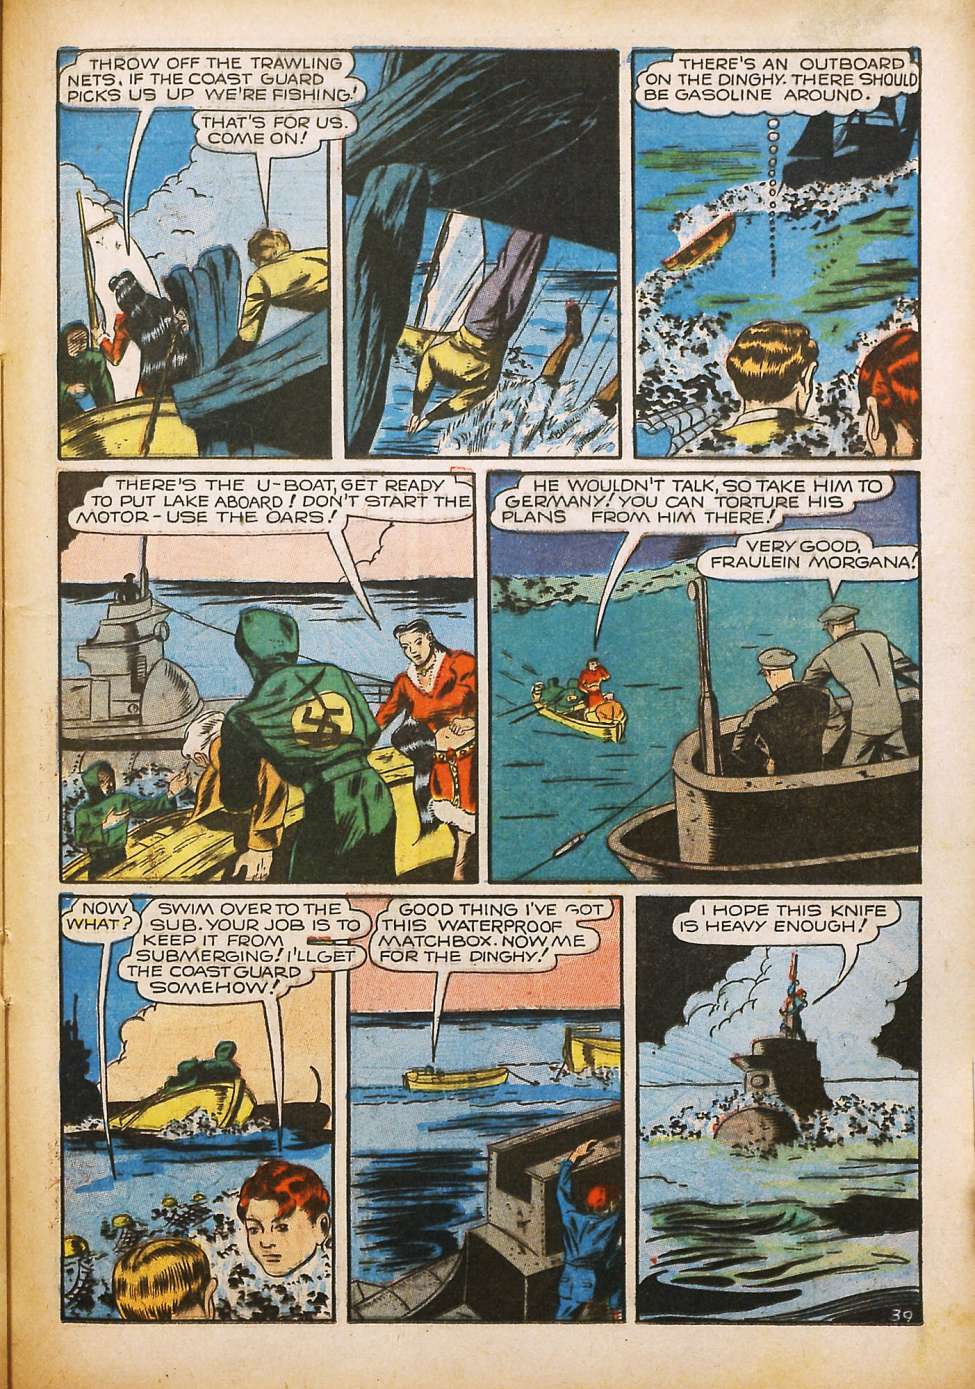 THROW OFF THE TRAWLING
NETS. IF THE COAST GUARD
PICKS US UP WE'RE FISHING!
THAT'S FOR US.
COME ON!
THERE'S AN OUTBOARD
ON THE DINGHY. THERE SHOULD
BE GASOLINE AROUND.
THERE'S THE U-BOAT, GET READY
TO PUT LAKE ABOARD! DON'T START THE
MOTOR - USE THE OARS!
HE WOULDN'T TALK, SO TAKE HIM TO
GERMANY! YOU CAN TORTURE HIS
PLANS FROM HIM THERE!
VERY GOOD,
FRAULEIN MORGANA!
NOW
WHAT?
SWIM OVER TO THE
SUB. YOUR JOB IS TO
KEEP IT FROM
SUBMERGING! I'LL GET
THE COAST GUARD
SOMEHOW!
GOOD THING I'VE GOT
THIS WATERPROOF
MATCHBOX. NOW ME
FOR THE DINGHY!
I HOPE THIS KNIFE
IS HEAVY ENOUGH!
39